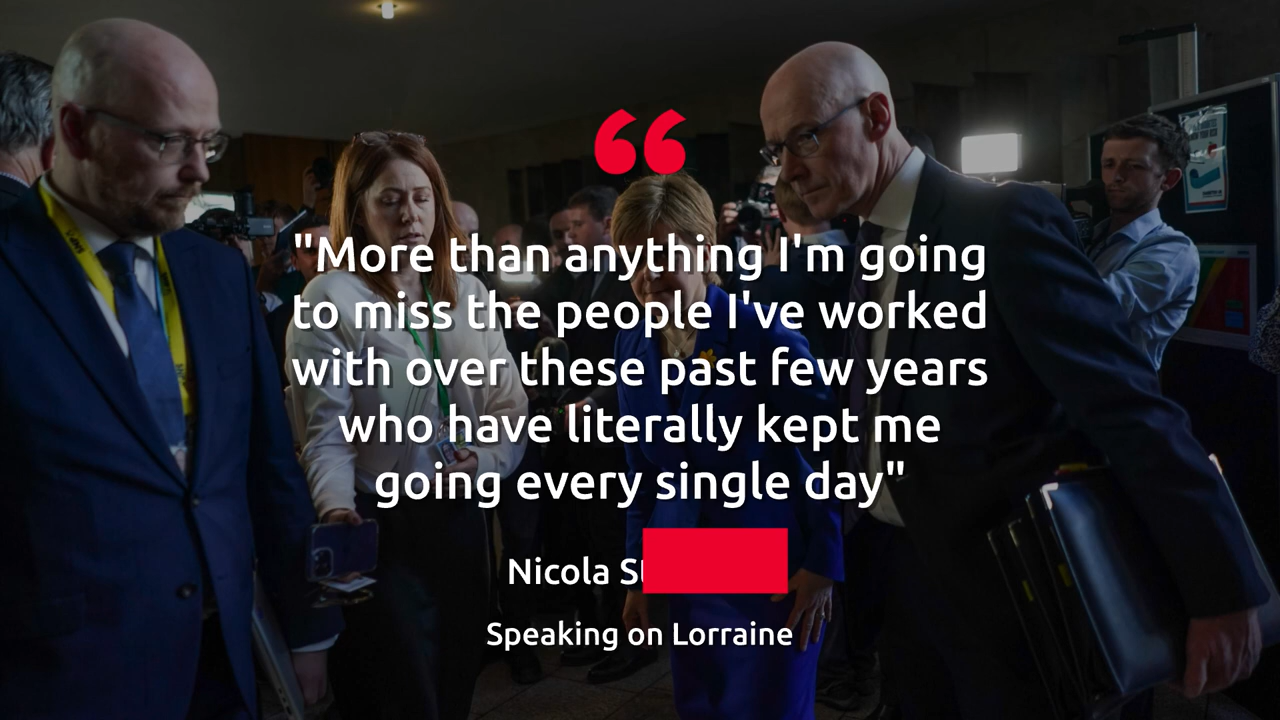 "More than anything I'm going
to miss the people I've worked
with over these past few years
who have literally kept me
going every single day"
Nicola
Speaking on Lorraine